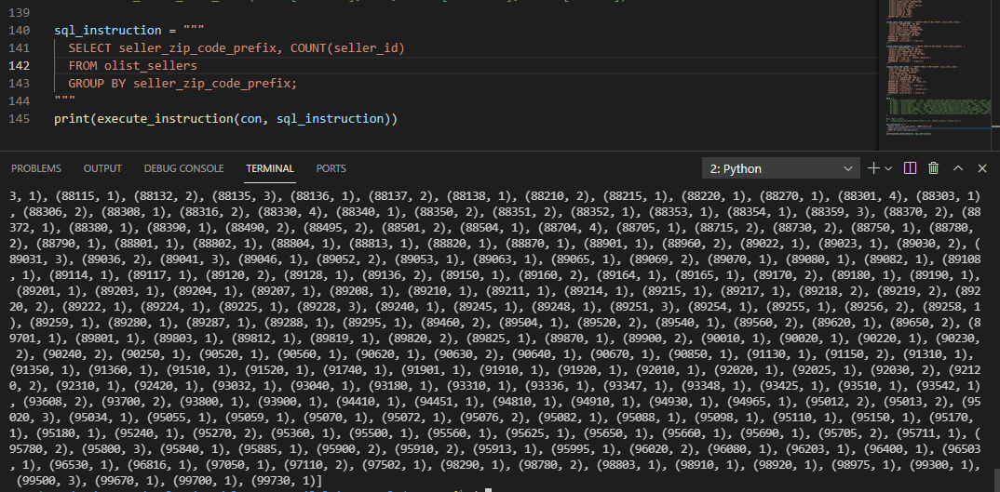 139
140 sql_instruction = """
141 SELECT seller_zip_code_prefix, COUNT(seller_id)
142 FROM olist_sellers
143 GROUP BY seller_zip_code_prefix;
144 """
145 print(execute_instruction(con, sql_instruction))
PROBLEMS OUTPUT DEBUG CONSOLE TERMINAL PORTS 2: Python
3, 1), (88115, 1), (88132, 2), (88135, 3), (88136, 1), (88137, 2), (88138, 1), (88210, 2), (88215, 1), (88220, 1), (88270, 1), (88301, 4), (88303, 1)
, (88306, 2), (88308, 1), (88316, 2), (88330, 4), (88340, 1), (88350, 2), (88351, 2), (88352, 1), (88353, 1), (88354, 1), (88359, 3), (88370, 2), (88
372, 1), (88380, 1), (88390, 1), (88490, 2), (88495, 2), (88501, 2), (88504, 1), (88704, 4), (88705, 1), (88715, 2), (88730, 2), (88750, 1), (88780,
2), (88790, 1), (88801, 1), (88802, 1), (88804, 1), (88813, 1), (88820, 1), (88870, 1), (88901, 1), (88960, 2), (89022, 1), (89023, 1), (89030, 2), (
89031, 3), (89036, 2), (89041, 3), (89046, 1), (89052, 2), (89053, 1), (89063, 1), (89065, 1), (89069, 2), (89070, 1), (89080, 1), (89082, 1), (89108
, 1), (89114, 1), (89117, 1), (89120, 2), (89128, 1), (89136, 2), (89150, 1), (89160, 2), (89164, 1), (89165, 1), (89170, 2), (89180, 1), (89190, 1),
(89201, 1), (89203, 1), (89204, 1), (89207, 1), (89208, 1), (89210, 1), (89211, 1), (89214, 1), (89215, 1), (89217, 1), (89218, 2), (89219, 2), (892
20, 2), (89222, 1), (89224, 1), (89225, 1), (89228, 3), (89240, 1), (89245, 1), (89248, 1), (89251, 3), (89254, 1), (89255, 1), (89256, 2), (89258, 1
), (89259, 1), (89280, 1), (89287, 1), (89288, 1), (89295, 1), (89460, 2), (89504, 1), (89520, 2), (89540, 1), (89560, 2), (89620, 1), (89650, 2), (8
9701, 1), (89801, 1), (89803, 1), (89812, 1), (89819, 1), (89820, 2), (89825, 1), (89870, 1), (89900, 2), (90010, 1), (90020, 1), (90220, 1), (90230,
2), (90240, 2), (90250, 1), (90520, 1), (90560, 1), (90620, 1), (90630, 2), (90640, 1), (90670, 1), (90850, 1), (91130, 1), (91150, 2), (91310, 1),
(91350, 1), (91360, 1), (91510, 1), (91520, 1), (91740, 1), (91901, 1), (91910, 1), (91920, 1), (92010, 1), (92020, 1), (92025, 1), (92030, 2), (9212
0, 2), (92310, 1), (92420, 1), (93032, 1), (93040, 1), (93180, 1), (93310, 1), (93336, 1), (93347, 1), (93348, 1), (93425, 1), (93510, 1), (93542, 1)
, (93608, 2), (93700, 2), (93800, 1), (93900, 1), (94410, 1), (94451, 1), (94810, 1), (94910, 1), (94930, 1), (94965, 1), (95012, 2), (95013, 2), (95
020, 3), (95034, 1), (95055, 1), (95059, 1), (95070, 1), (95072, 1), (95076, 2), (95082, 1), (95088, 1), (95098, 1), (95110, 1), (95150, 1), (95170,
1), (95180, 1), (95240, 1), (95270, 2), (95360, 1), (95500, 1), (95560, 1), (95625, 1), (95650, 1), (95660, 1), (95690, 1), (95705, 2), (95711, 1), (
95780, 2), (95800, 3), (95840, 1), (95885, 1), (95900, 2), (95910, 2), (95913, 1), (95995, 1), (96020, 2), (96080, 1), (96203, 1), (96400, 1), (96503
, 1), (96530, 1), (96816, 1), (97050, 1), (97110, 2), (97502, 1), (98290, 1), (98780, 2), (98803, 1), (98910, 1), (98920, 1), (98975, 1), (99300, 1),
(99500, 3), (99670, 1), (99700, 1), (99730, 1)]